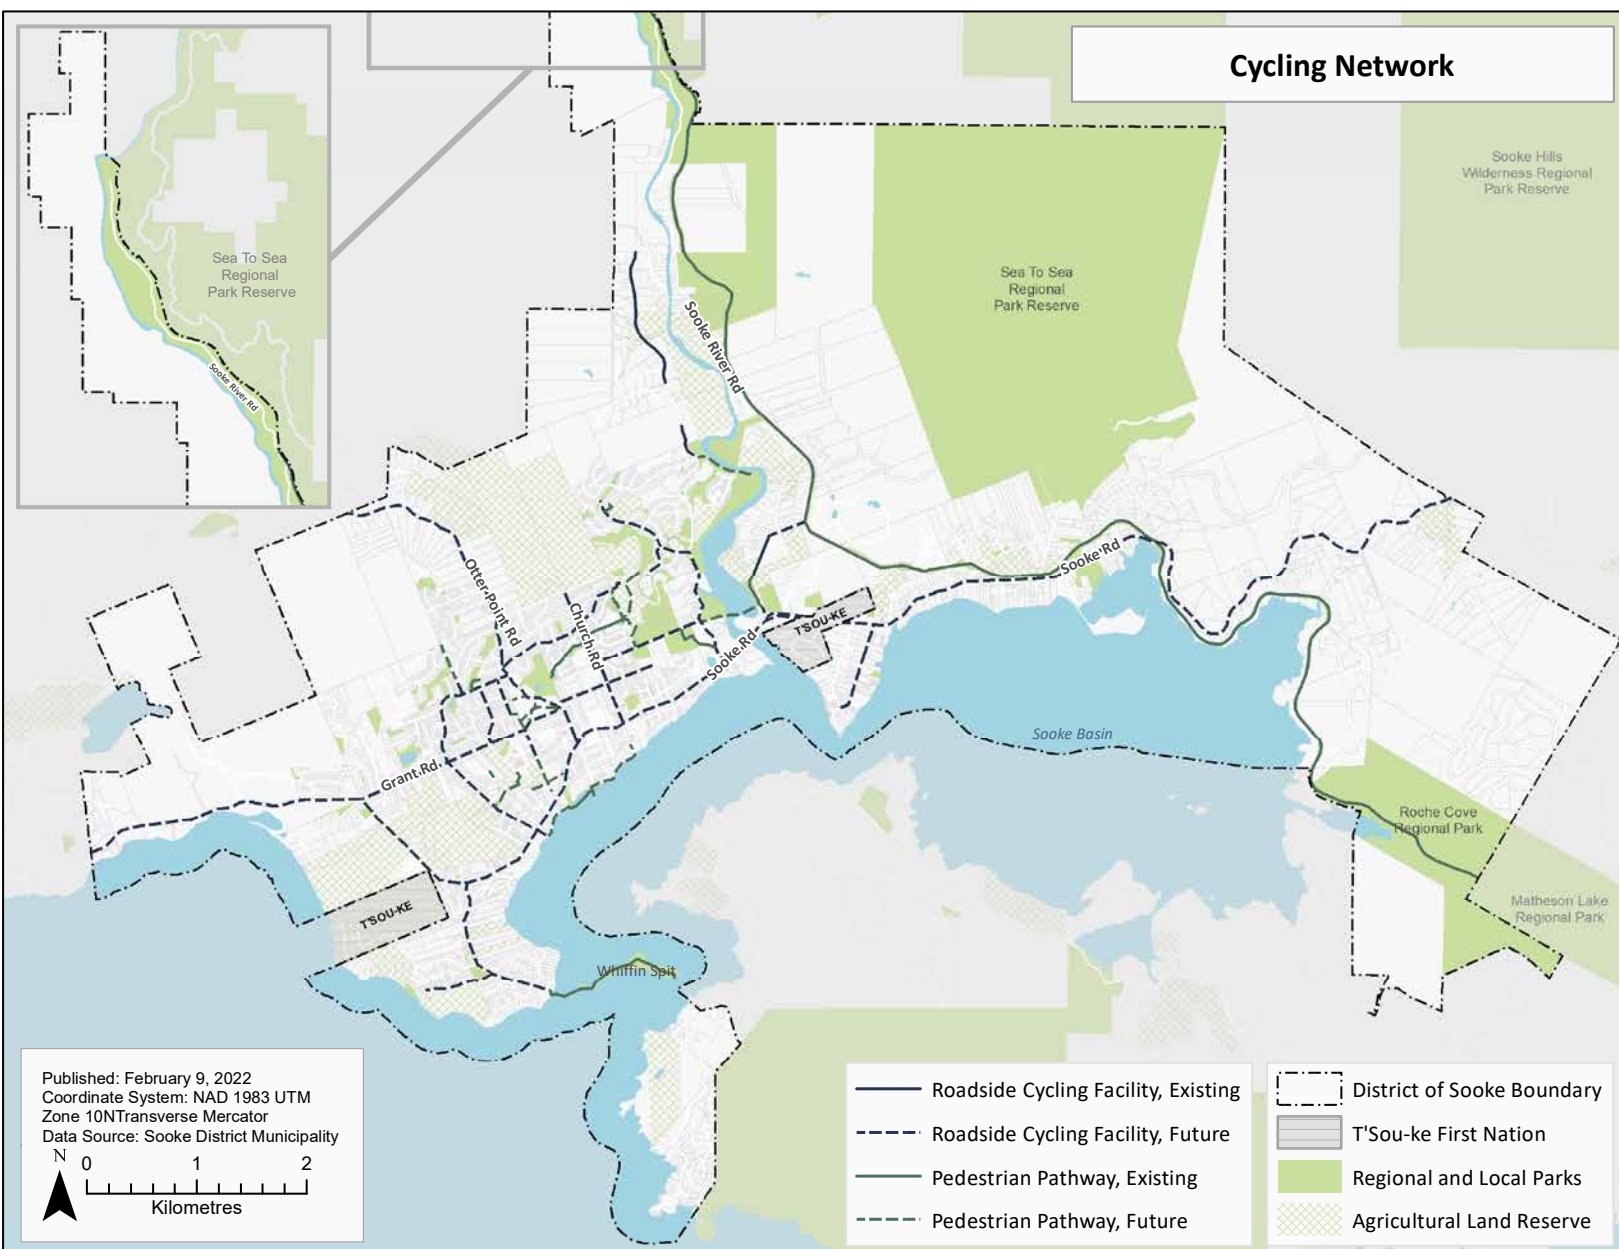 Cycling Network
Sooke Hills
Wilderness Regional
Park Reserve
Sea To Sea
Regional
Park Reserve
Sooke River Rd
Sea To Sea
Regional
Park Reserve
Sooke River Rd
Otter Point Rd
Church Rd
Sooke Rd
Sooke Rd
T'SOU-KE
Sooke Basin
Grant Rd
Roche Cove
Regional Park
Matheson Lake
Regional Park
T'SOU-KE
Whiffin Spit
Published: February 9, 2022
Coordinate System: NAD 1983 UTM
Zone 10NTransverse Mercator
Data Source: Sooke District Municipality
N
0 1 2
Kilometres
Roadside Cycling Facility, Existing
Roadside Cycling Facility, Future
Pedestrian Pathway, Existing
Pedestrian Pathway, Future
District of Sooke Boundary
T'Sou-ke First Nation
Regional and Local Parks
Agricultural Land Reserve